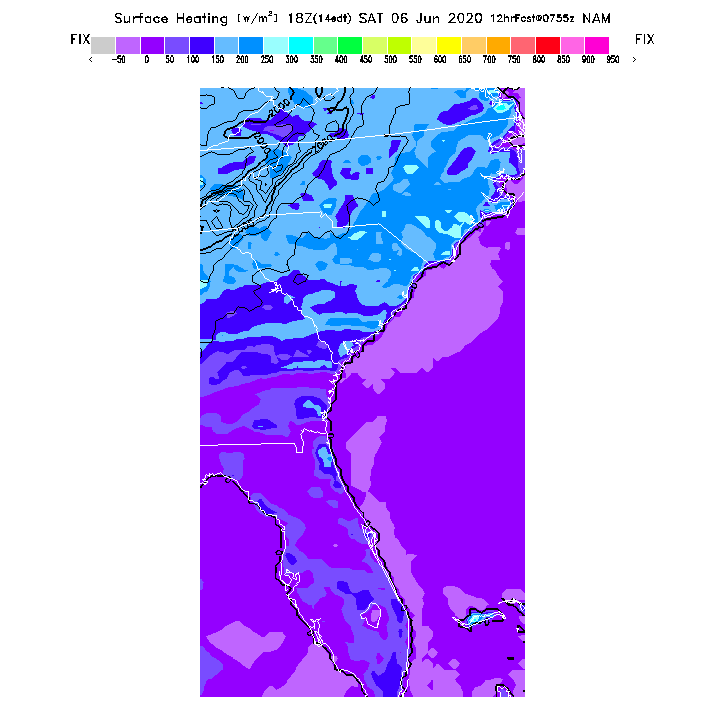 Surface Heating [w/m²] 18Z(14edt) SAT 06 Jun 2020 12hrFcst@0755z NAM
FIX FIX
< -50 0 50 100 150 200 250 300 350 400 450 500 550 600 650 700 750 800 850 900 950 >